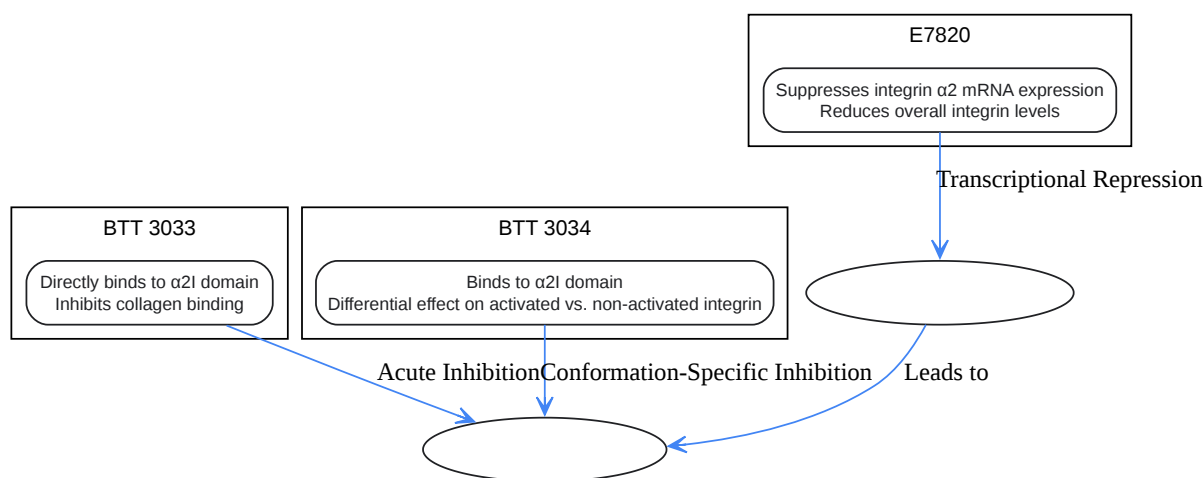 E7820
Suppresses integrin α2 mRNA expression
Reduces overall integrin levels
Transcriptional Repression
BTT 3033
Directly binds to α2I domain
Inhibits collagen binding
BTT 3034
Binds to α2I domain
Differential effect on activated vs. non-activated integrin
Acute Inhibition
Conformation-Specific Inhibition
Leads to